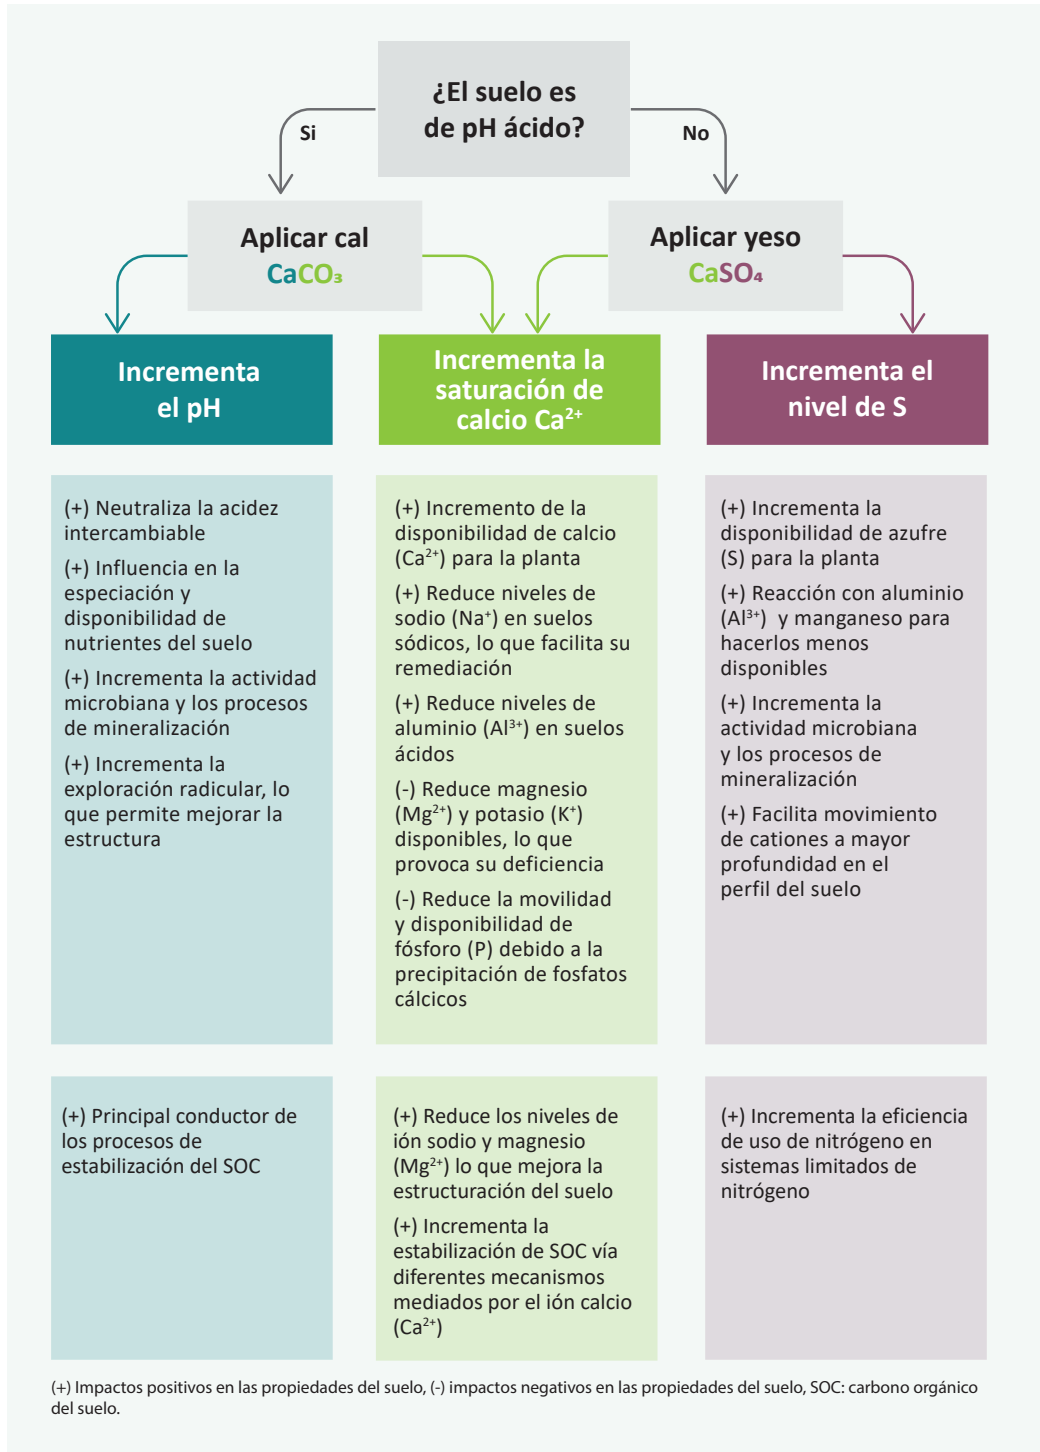 ¿El suelo es
de pH ácido?
Si
No
Aplicar cal
CaCO₃
Aplicar yeso
CaSO₄
Incrementa
el pH
Incrementa la
saturación de
calcio Ca²⁺
Incrementa el
nivel de S
(+) Neutraliza la acidez
intercambiable
(+) Influencia en la
especiación y
disponibilidad de
nutrientes del suelo
(+) Incrementa la actividad
microbiana y los procesos
de mineralización
(+) Incrementa la
exploración radicular, lo
que permite mejorar la
estructura
(+) Incremento de la
disponibilidad de calcio
(Ca²⁺) para la planta
(+) Reduce niveles de
sodio (Na⁺) en suelos
sódicos, lo que facilita su
remediación
(+) Reduce niveles de
aluminio (Al³⁺) en suelos
ácidos
(-) Reduce magnesio
(Mg²⁺) y potasio (K⁺)
disponibles, lo que
provoca su deficiencia
(-) Reduce la movilidad
y disponibilidad de
fósforo (P) debido a la
precipitación de fosfatos
cálcicos
(+) Incrementa la
disponibilidad de azufre
(S) para la planta
(+) Reacción con aluminio
(Al³⁺) y manganeso para
hacerlos menos
disponibles
(+) Incrementa la
actividad microbiana
y los procesos de
mineralización
(+) Facilita movimiento
de cationes a mayor
profundidad en el
perfil del suelo
(+) Principal conductor de
los procesos de
estabilización del SOC
(+) Reduce los niveles de
ión sodio y magnesio
(Mg²⁺) lo que mejora la
estructuración del suelo
(+) Incrementa la
estabilización de SOC vía
diferentes mecanismos
mediados por el ión calcio
(Ca²⁺)
(+) Incrementa la eficiencia
de uso de nitrógeno en
sistemas limitados de
nitrógeno
(+) Impactos positivos en las propiedades del suelo, (-) impactos negativos en las propiedades del suelo, SOC: carbono orgánico
del suelo.